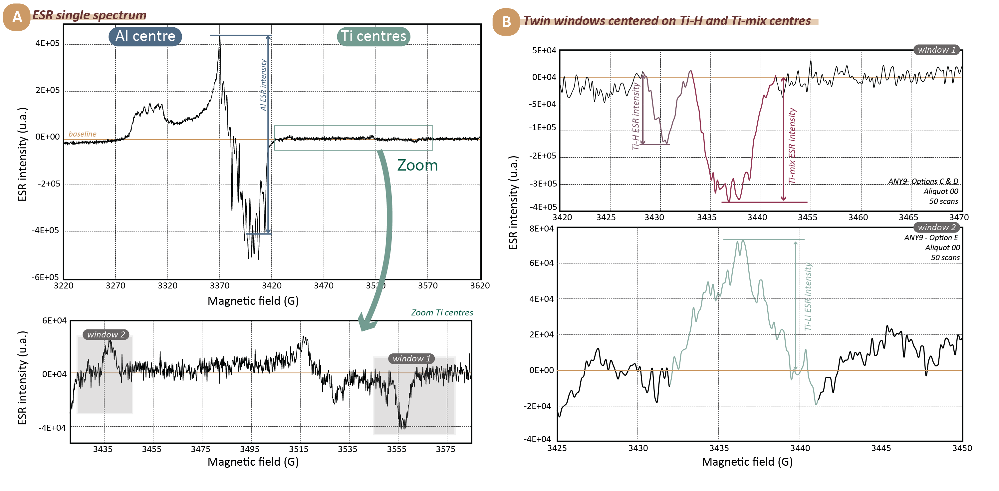 A
ESR single spectrum
Al centre
Ti centres
4E+05
2E+05
0E+00
-2+05
-4E+05
-6E+05
ESR intensity (u.a.)
baseline
Al ESR intensity
Zoom
3220
3270
3320
3370
3420
3470
3520
3570
3620
Magnetic field (G)
Zoom Ti centres
6E+04
0E+04
-4E+04
ESR intensity (u.a.)
window 2
window 1
3435
3455
3475
3495
3515
3535
3555
3575
Magnetic field (G)
B
Twin windows centered on Ti-H and Ti-mix centres
window 1
5E+04
0E+04
-5E+04
-1E+05
-2E+05
-3E+05
-4E+05
ESR intensity (u.a.)
Ti-H ESR intensity
Ti-mix ESR intensity
ANY9- Options C & D
Aliquot 00
50 scans
3420
3425
3430
3435
3440
3455
3460
3465
3470
window 2
ANY9 - Option E
Aliquot 00
50 scans
8E+04
6E+04
4E+04
2E+04
0E+00
-2E+04
-4E+04
Ti-Li ESR intensity
3425
3430
3435
3440
3445
3450
Magnetic field (G)